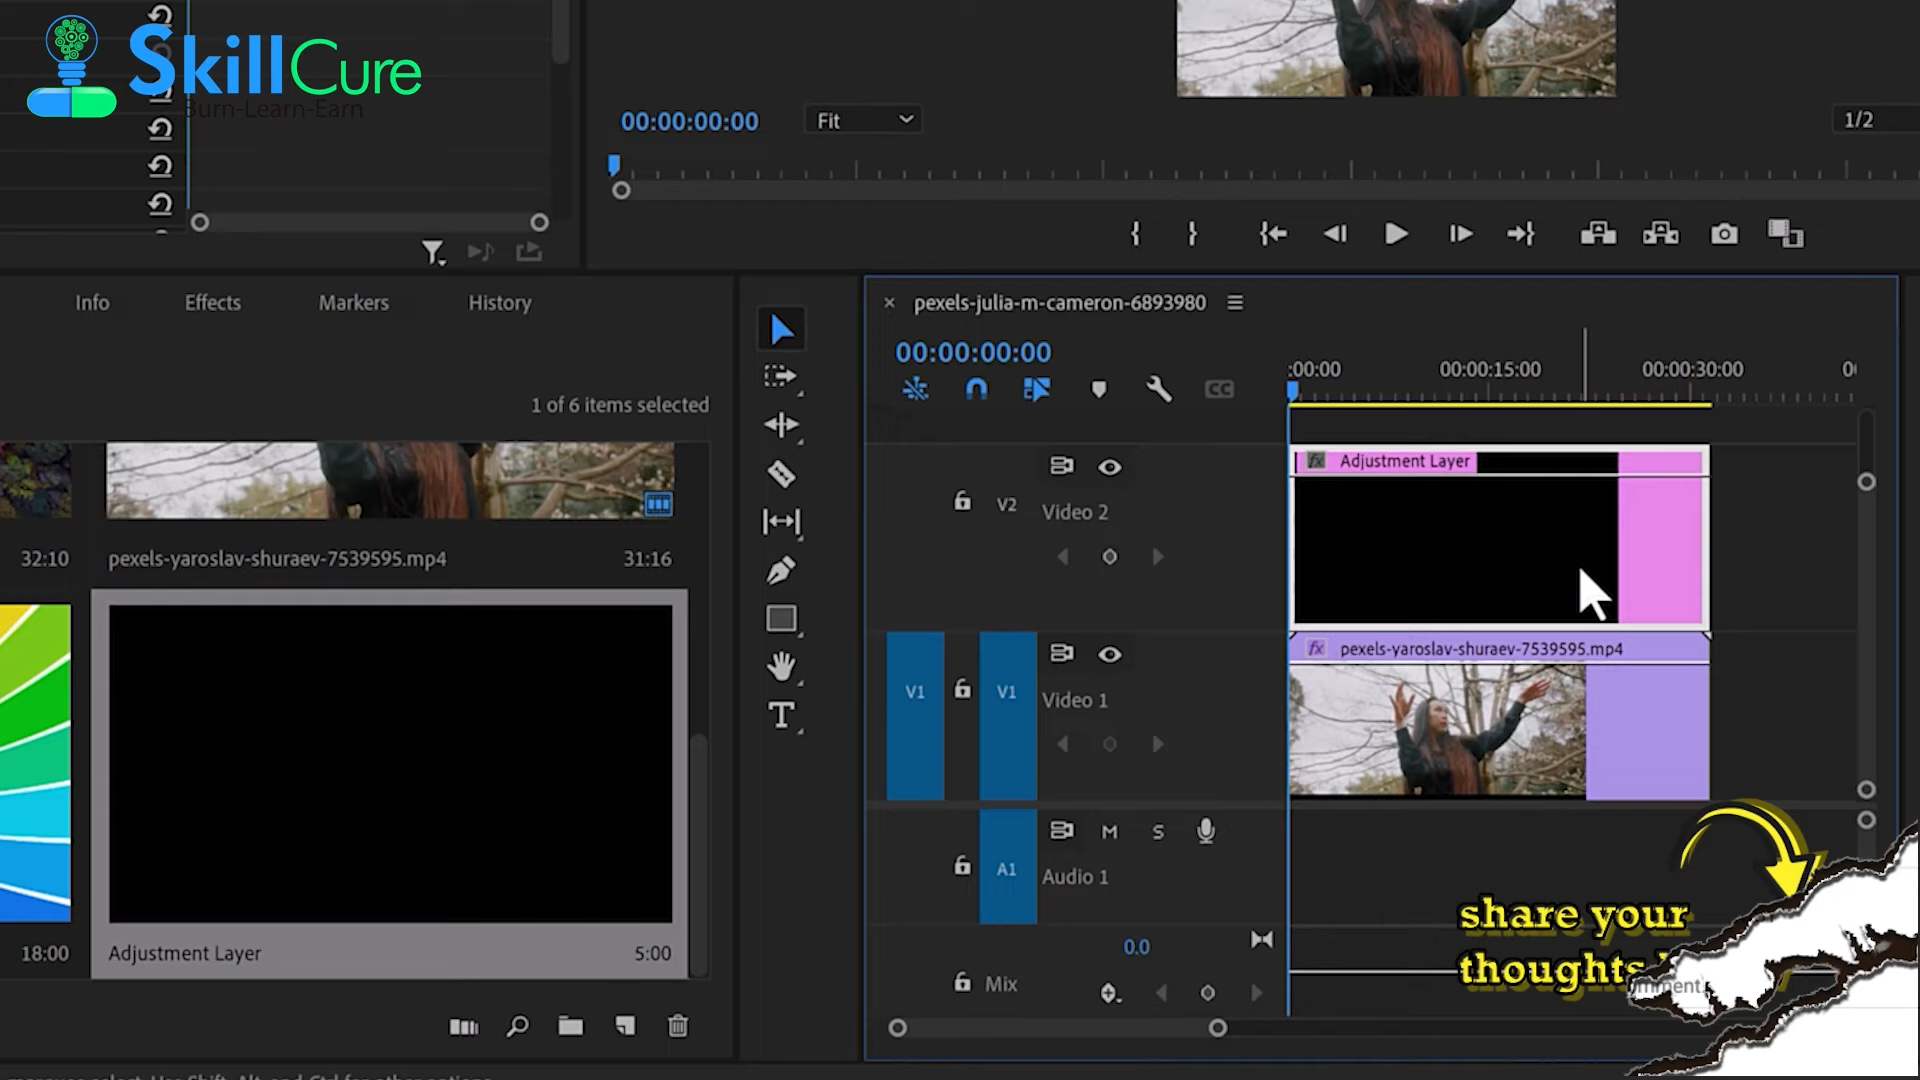 SkillCure
Burn-Learn-Earn
00:00:00:00
Fit
1/2
Info
Effects
Markers
History
1 of 6 items selected
32:10
pexels-yaroslav-shuraev-7539595.mp4
31:16
18:00
Adjustment Layer
5:00
T
pexels-julia-m-cameron-6893980
00:00:00:00
:00:00
00:00:15:00
00:00:30:00
CC
V2
Video 2
fx Adjustment Layer
V1
V1
Video 1
fx pexels-yaroslav-shuraev-7539595.mp4
A1
M
S
Audio 1
0.0
Mix
share your
thoughts